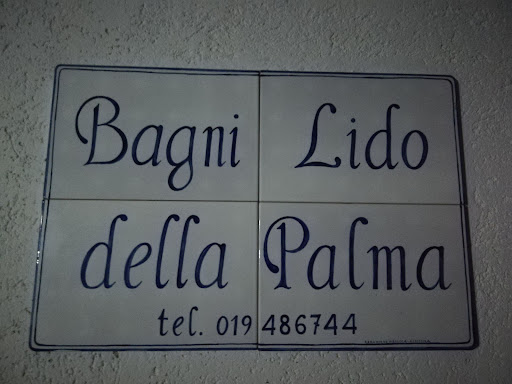 Bagni Lido
della Palma
tel. 019 486744